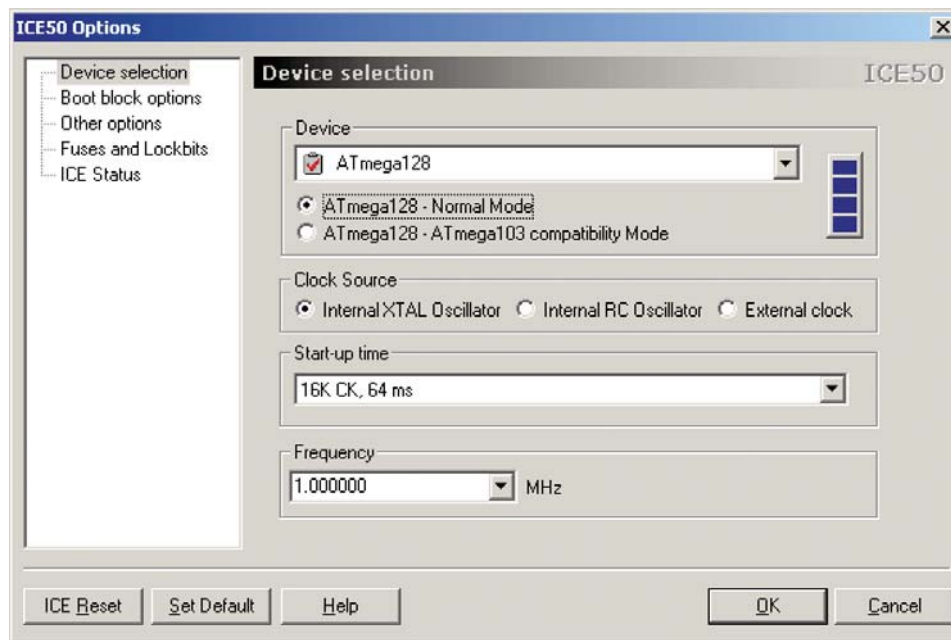 ICE50 Options
Device selection
Boot block options
Other options
Fuses and Lockbits
ICE Status
Device selection
ICE50
Device
ATmega128
ATmega128 - Normal Mode
ATmega128 - ATmega103 compatibility Mode
Clock Source
Internal XTAL Oscillator Internal RC Oscillator External clock
Start-up time
16K CK, 64 ms
Frequency
1.000000 MHz
ICE Reset Set Default Help OK Cancel